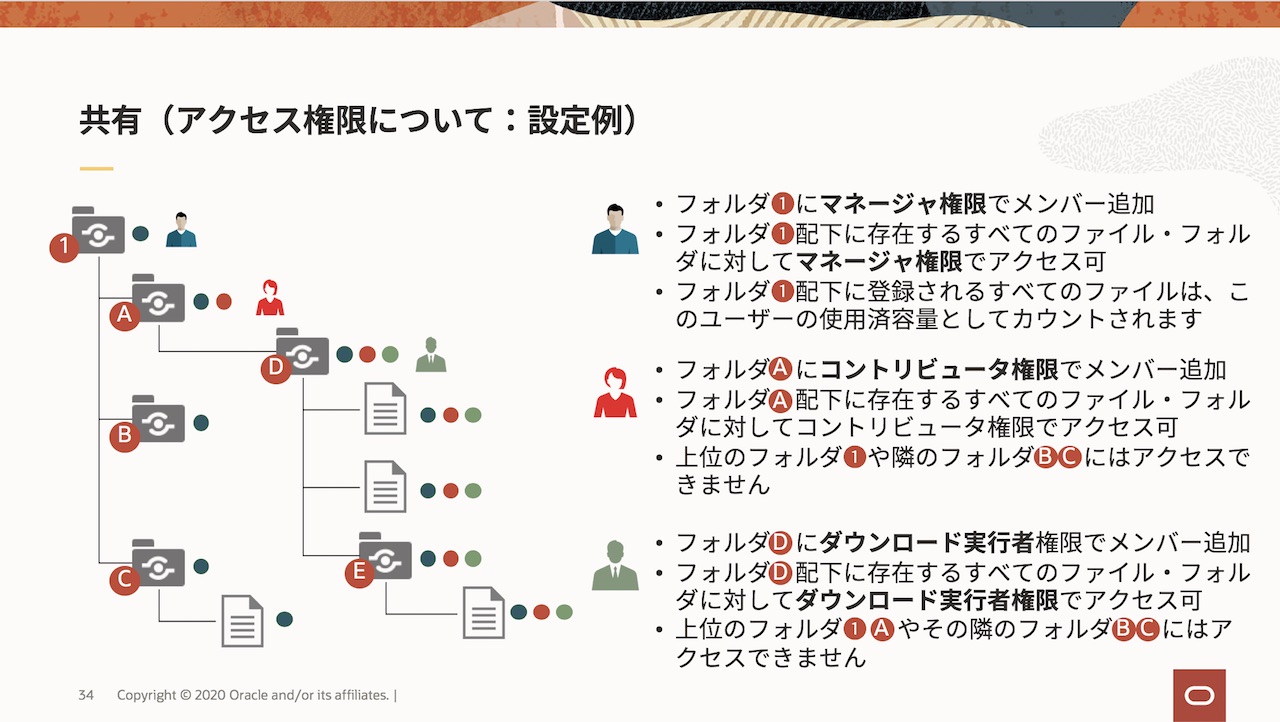 共有（アクセス権限について：設定例）
1
A
D
B
C
E
• フォルダ❶にマネージャ権限でメンバー追加
• フォルダ❶配下に存在するすべてのファイル・フォル
ダに対してマネージャ権限でアクセス可
• フォルダ❶配下に登録されるすべてのファイルは、こ
のユーザーの使用済容量としてカウントされます
• フォルダⒶにコントリビュータ権限でメンバー追加
• フォルダⒶ配下に存在するすべてのファイル・フォル
ダに対してコントリビュータ権限でアクセス可
• 上位のフォルダ❶や隣のフォルダⒷⒸにはアクセスで
きません
• フォルダⒹにダウンロード実行者権限でメンバー追加
• フォルダⒹ配下に存在するすべてのファイル・フォル
ダに対してダウンロード実行者権限でアクセス可
• 上位のフォルダ❶Ⓐやその隣のフォルダⒷⒸにはア
クセスできません
34 Copyright © 2020 Oracle and/or its affiliates. |